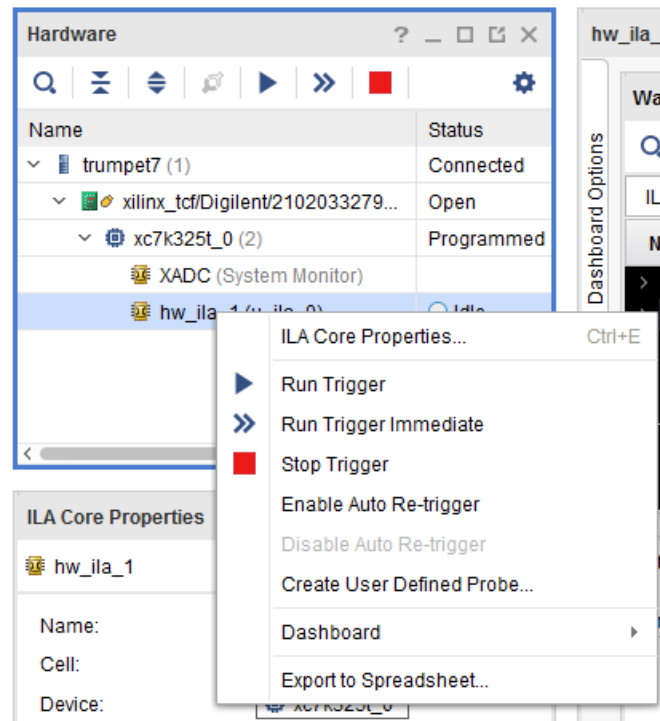 Hardware
Name Status
trumpet7 (1) Connected
xilinx_tcf/Digilent/2102033279... Open
xc7k325t_0 (2) Programmed
XADC (System Monitor)
hw_ila_1 (u_ila_0) Idle
ILA Core Properties... Ctrl+E
Run Trigger
Run Trigger Immediate
Stop Trigger
Enable Auto Re-trigger
Disable Auto Re-trigger
Create User Defined Probe...
Dashboard
Export to Spreadsheet...
ILA Core Properties
hw_ila_1
Name:
Cell:
Device: xc7k325t_0
hw_ila_
Dashboard Options
Wa
IL
N